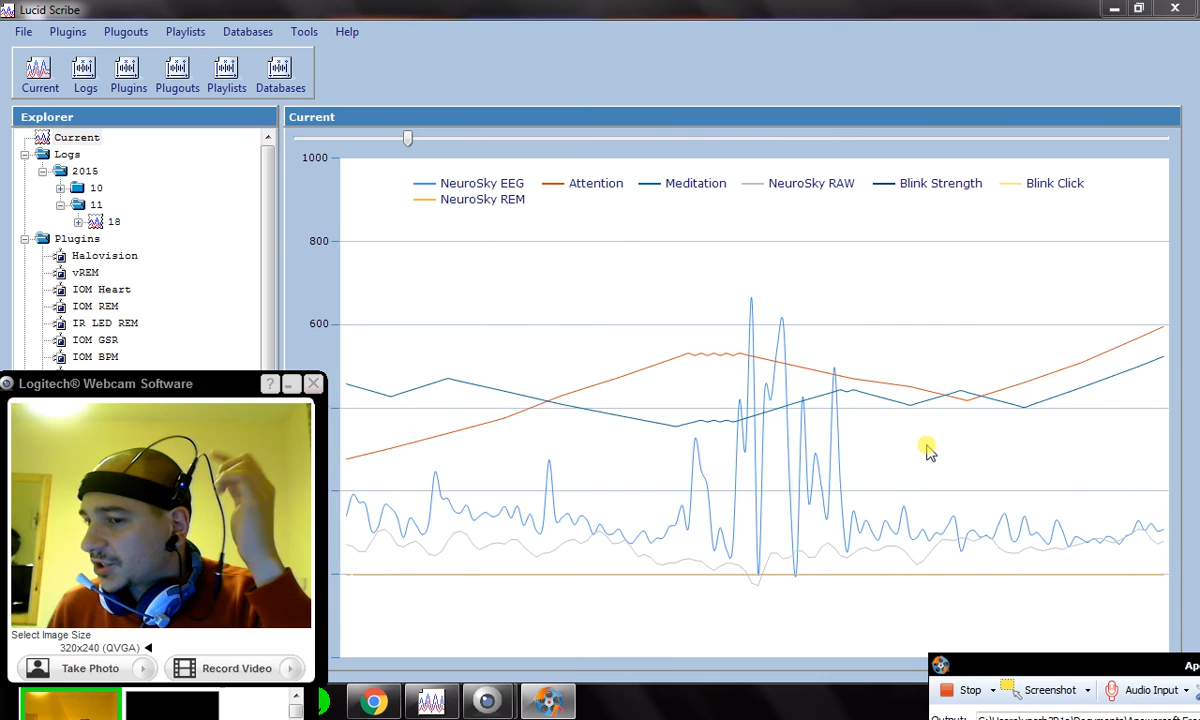 Lucid Scribe
File Plugins Plugouts Playlists Databases Tools Help
Current Logs Plugins Plugouts Playlists Databases
Explorer
Current
Logs
2015
10
11
18
Plugins
Halovision
vREM
IOM Heart
IOM REM
IR LED REM
IOM GSR
IOM BPM
Current
1000
800
600
NeuroSky EEG Attention Meditation NeuroSky RAW Blink Strength Blink Click
NeuroSky REM
Logitech® Webcam Software
Select Image Size
320x240 (QVGA)
Take Photo Record Video
Ap
Stop Screenshot Audio Input
Output: